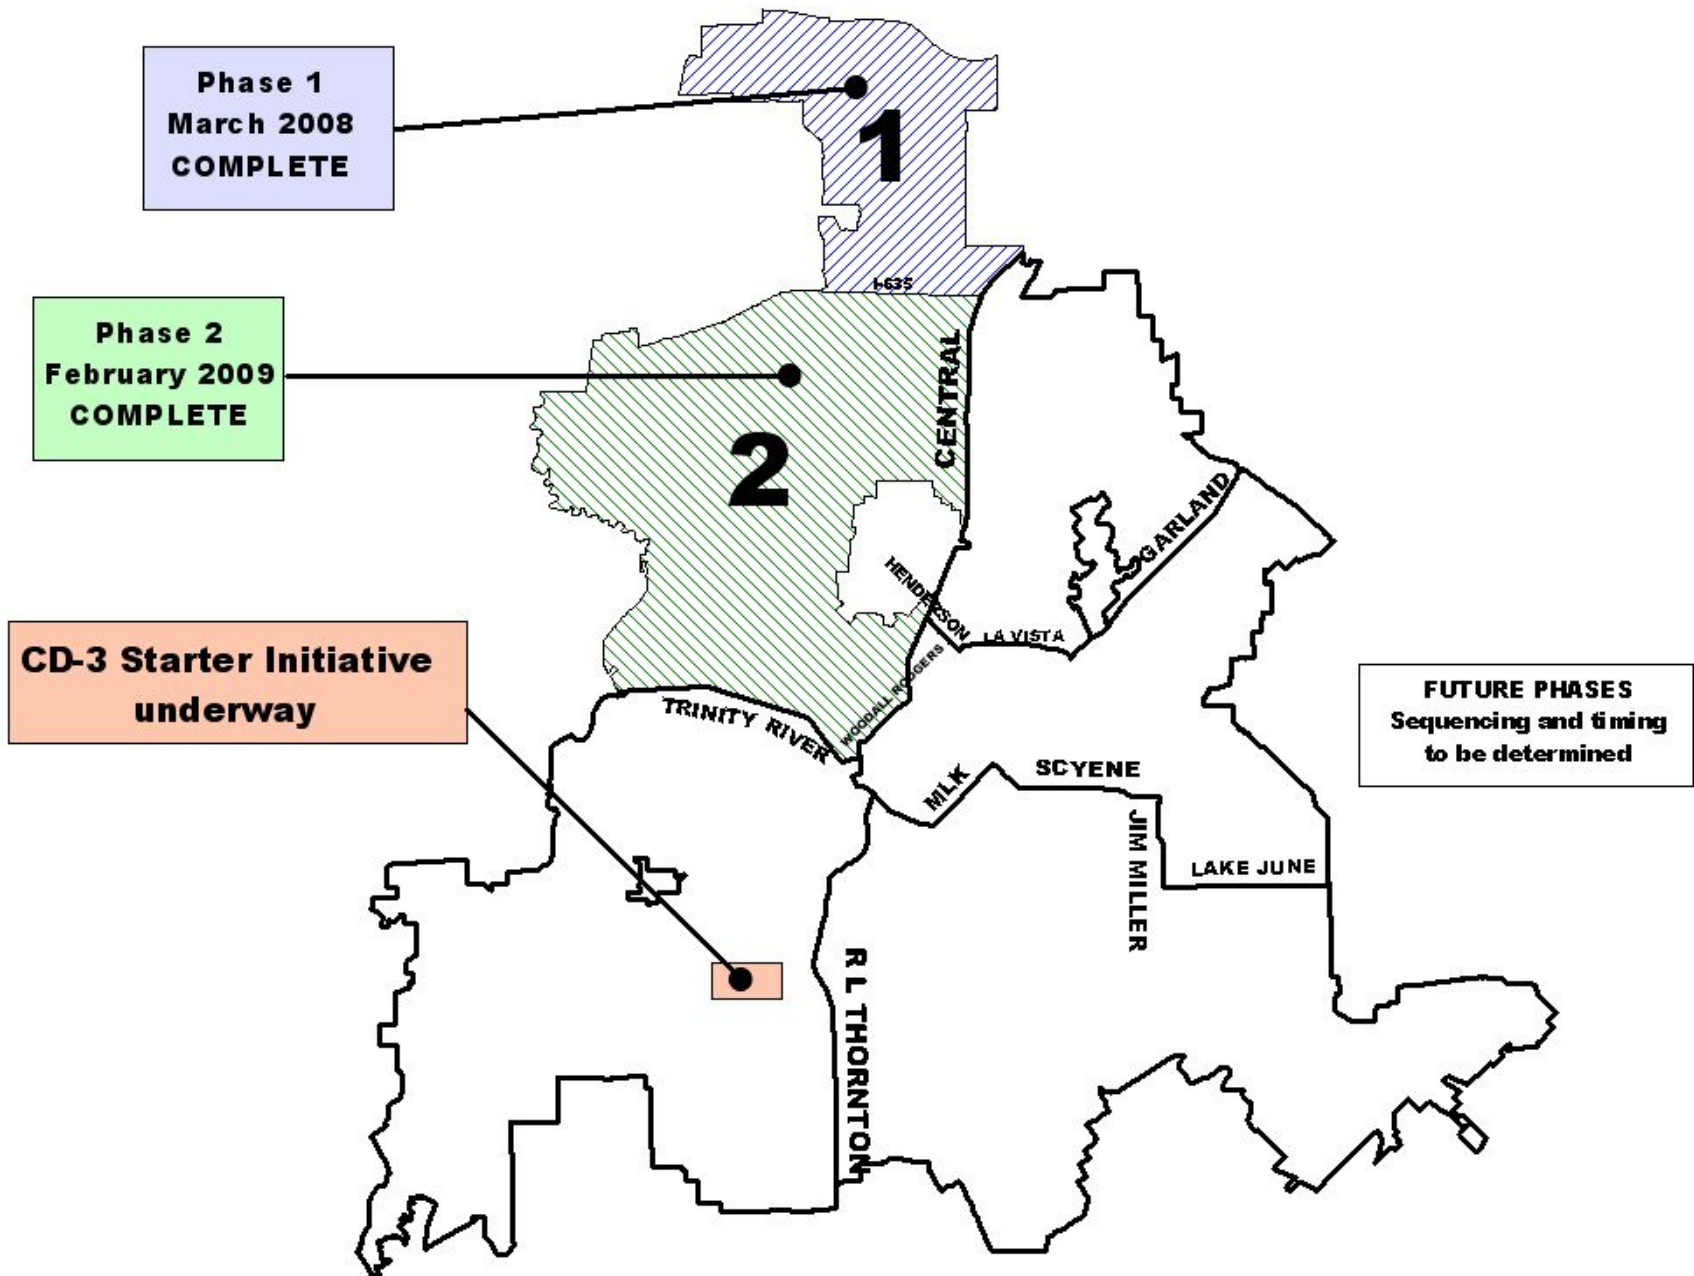 Phase 1
March 2008
COMPLETE
1
I-635
Phase 2
February 2009
COMPLETE
2
CENTRAL
GARLAND
HENDERSON
LA VISTA
WOODALL RODGERS
CD-3 Starter Initiative
underway
TRINITY RIVER
FUTURE PHASES
Sequencing and timing
to be determined
MLK
SCYENE
JIM MILLER
LAKE JUNE
R L THORNTON